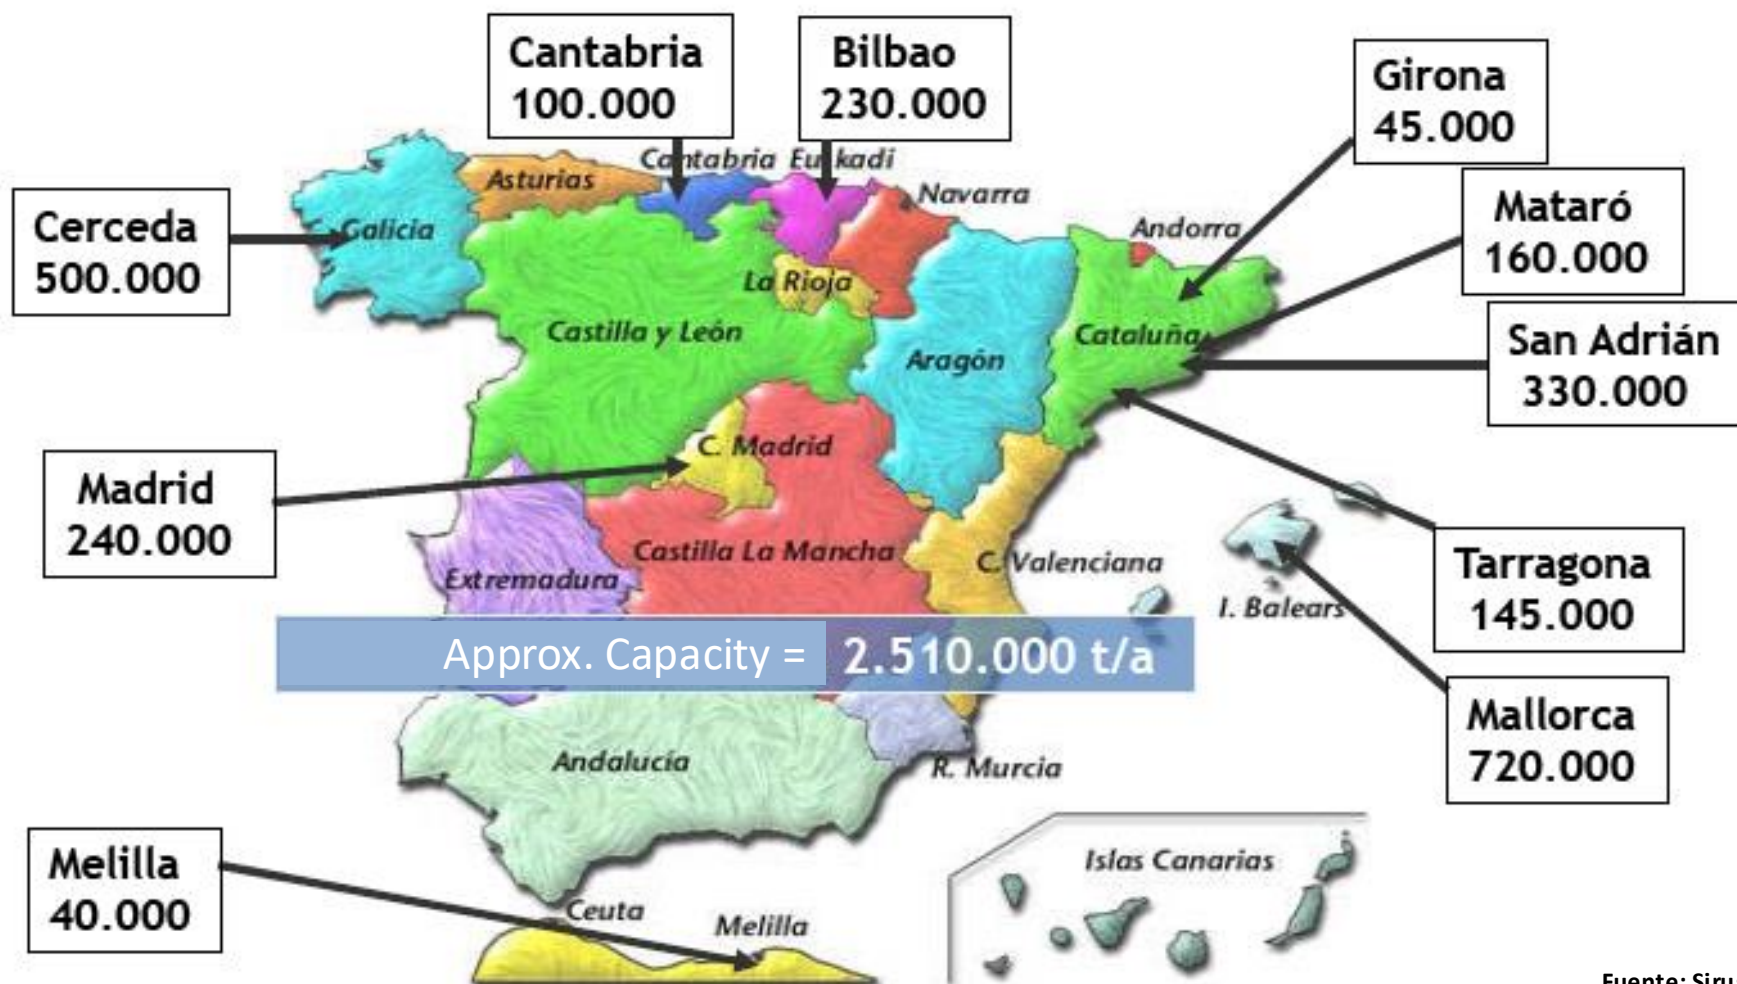 Cantabria
100.000
Bilbao
230.000
Girona
45.000
Mataró
160.000
San Adrián
330.000
Cerceda
500.000
Madrid
240.000
Tarragona
145.000
Mallorca
720.000
Melilla
40.000
Cantabria
Euskadi
Asturias
Navarra
Galicia
Andorra
La Rioja
Castilla y León
Aragón
Cataluña
C. Madrid
Castilla La Mancha
C. Valenciana
Extremadura
I. Balears
Approx. Capacity = 2.510.000 t/a
Andalucía
R. Murcia
Ceuta
Melilla
Islas Canarias
Fuente: